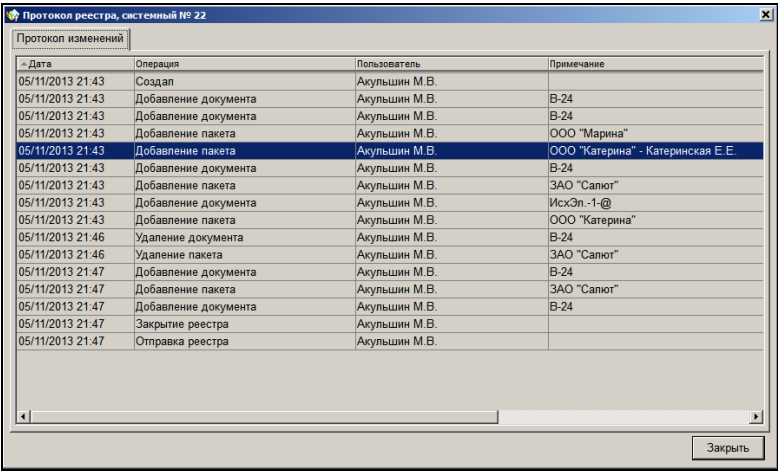 Протокол реестра, системный № 22
Протокол изменений
Дата Операция Пользователь Примечание
05/11/2013 21:43 Создал Акульшин М.В.
05/11/2013 21:43 Добавление документа Акульшин М.В. В-24
05/11/2013 21:43 Добавление документа Акульшин М.В. В-24
05/11/2013 21:43 Добавление пакета Акульшин М.В. ООО "Марина"
05/11/2013 21:43 Добавление пакета Акульшин М.В. ООО "Катерина" - Катеринская Е.Е.
05/11/2013 21:43 Добавление документа Акульшин М.В. В-24
05/11/2013 21:43 Добавление пакета Акульшин М.В. ЗАО "Салют"
05/11/2013 21:43 Добавление документа Акульшин М.В. ИсхЭл.-1-@
05/11/2013 21:43 Добавление пакета Акульшин М.В. ООО "Катерина"
05/11/2013 21:46 Удаление документа Акульшин М.В. В-24
05/11/2013 21:46 Удаление пакета Акульшин М.В. ЗАО "Салют"
05/11/2013 21:47 Добавление документа Акульшин М.В. В-24
05/11/2013 21:47 Добавление пакета Акульшин М.В. ЗАО "Салют"
05/11/2013 21:47 Добавление документа Акульшин М.В. В-24
05/11/2013 21:47 Закрытие реестра Акульшин М.В.
05/11/2013 21:47 Отправка реестра Акульшин М.В.
Закрыть